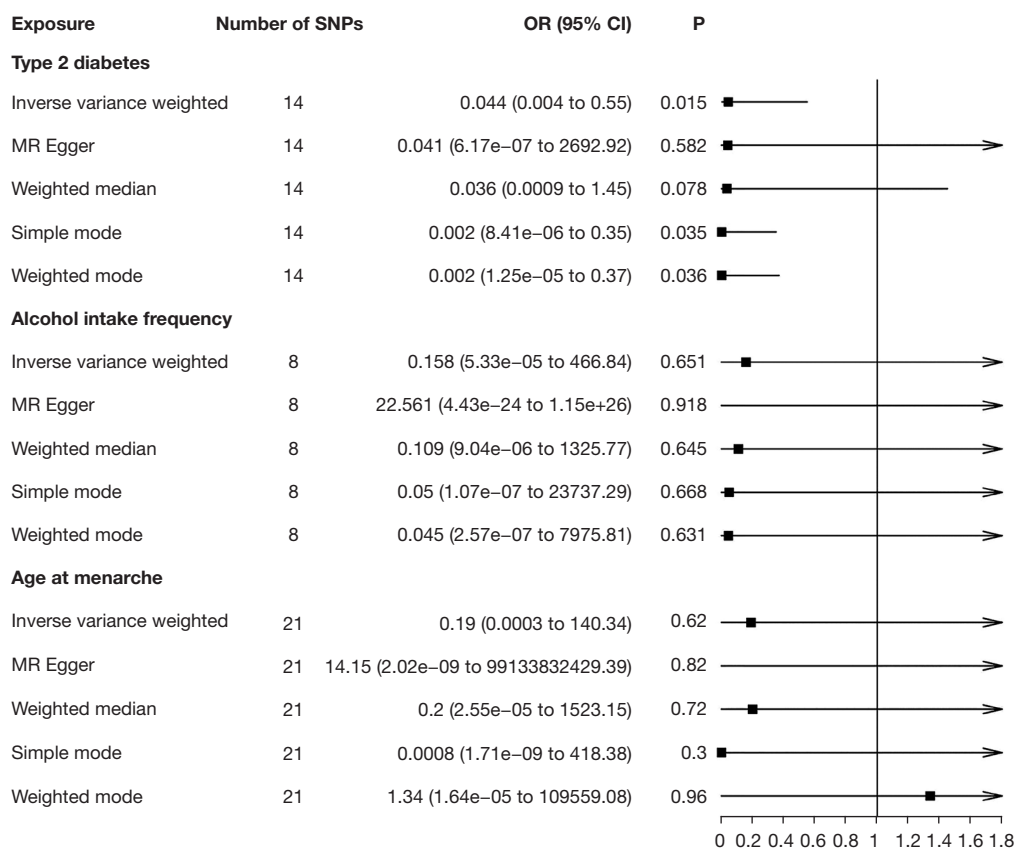 Exposure Number of SNPs OR (95% CI) P
Type 2 diabetes
Inverse variance weighted 14 0.044 (0.004 to 0.55) 0.015
MR Egger 14 0.041 (6.17e−07 to 2692.92) 0.582
Weighted median 14 0.036 (0.0009 to 1.45) 0.078
Simple mode 14 0.002 (8.41e−06 to 0.35) 0.035
Weighted mode 14 0.002 (1.25e−05 to 0.37) 0.036
Alcohol intake frequency
Inverse variance weighted 8 0.158 (5.33e−05 to 466.84) 0.651
MR Egger 8 22.561 (4.43e−24 to 1.15e+26) 0.918
Weighted median 8 0.109 (9.04e−06 to 1325.77) 0.645
Simple mode 8 0.05 (1.07e−07 to 23737.29) 0.668
Weighted mode 8 0.045 (2.57e−07 to 7975.81) 0.631
Age at menarche
Inverse variance weighted 21 0.19 (0.0003 to 140.34) 0.62
MR Egger 21 14.15 (2.02e−09 to 99133832429.39) 0.82
Weighted median 21 0.2 (2.55e−05 to 1523.15) 0.72
Simple mode 21 0.0008 (1.71e−09 to 418.38) 0.3
Weighted mode 21 1.34 (1.64e−05 to 109559.08) 0.96
0 0.2 0.4 0.6 0.8 1 1.2 1.4 1.6 1.8